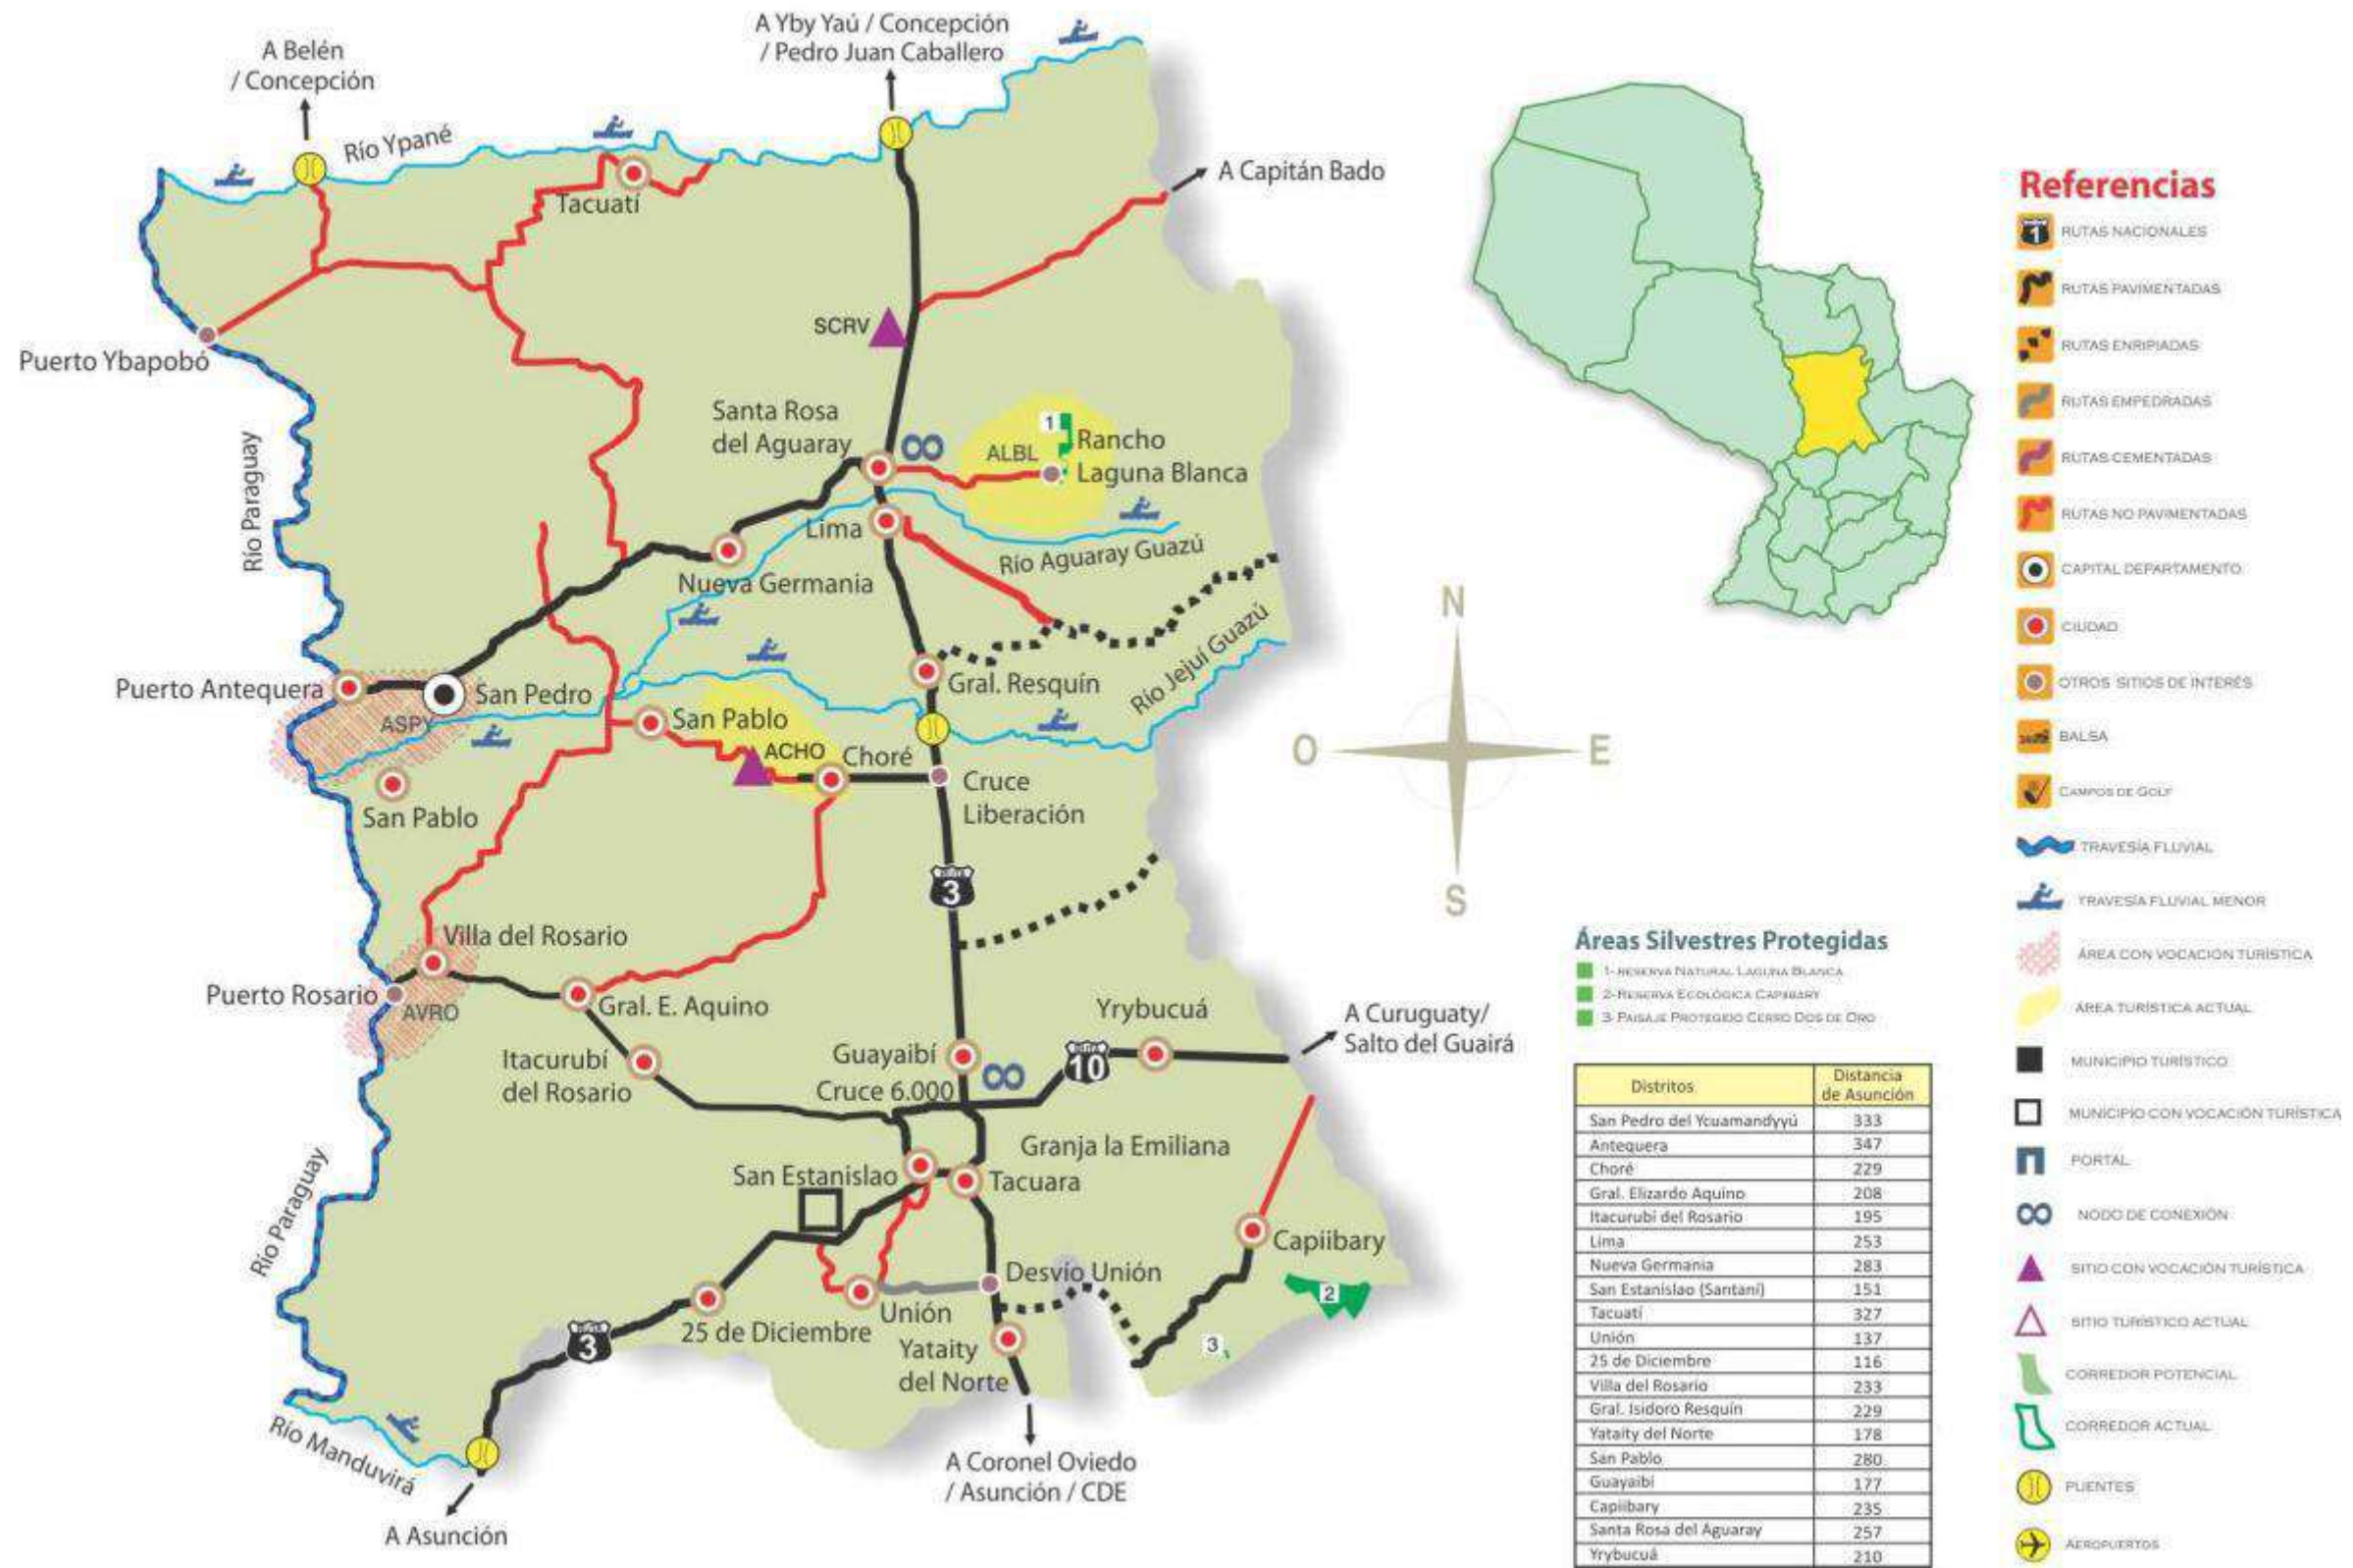 A Belén
/ Concepción
A Yby Yaú / Concepción
/ Pedro Juan Caballero
Río Ypané
Tacuatí
A Capitán Bado
SCRV
Puerto Ybapobó
Río Paraguay
Santa Rosa
del Aguaray
1
ALBL
Rancho
Laguna Blanca
Lima
Río Aguaray Guazú
Nueva Germania
Puerto Antequera
San Pedro
ASPY
Gral. Resquín
Río Jejuí Guazú
San Pablo
ACHO
Choré
San Pablo
Cruce
Liberación
RUTA
3
Villa del Rosario
Puerto Rosario
AVRO
Gral. E. Aquino
Yrybucuá
A Curuguaty/
Salto del Guairá
Itacurubí
del Rosario
Guayaibí
Cruce 6.000
RUTA
10
Granja la Emiliana
San Estanislao
Tacuara
Río Paraguay
Capiibary
Desvío Unión
2
Unión
25 de Diciembre
RUTA
3
Yataity
del Norte
3
Río Manduvirá
A Coronel Oviedo
/ Asunción / CDE
A Asunción
N
O
E
S
Referencias
1
RUTAS NACIONALES
RUTAS PAVIMENTADAS
RUTAS ENRIPIADAS
RUTAS EMPEDRADAS
RUTAS CEMENTADAS
RUTAS NO PAVIMENTADAS
CAPITAL DEPARTAMENTO
CIUDAD
OTROS SITIOS DE INTERÉS
BALSA
CAMPOS DE GOLF
TRAVESÍA FLUVIAL
TRAVESÍA FLUVIAL MENOR
ÁREA CON VOCACIÓN TURÍSTICA
ÁREA TURÍSTICA ACTUAL
MUNICIPIO TURÍSTICO
MUNICIPIO CON VOCACIÓN TURÍSTICA
PORTAL
NODO DE CONEXIÓN
SITIO CON VOCACIÓN TURÍSTICA
SITIO TURÍSTICO ACTUAL
CORREDOR POTENCIAL
CORREDOR ACTUAL
PUENTES
AEROPUERTOS
Áreas Silvestres Protegidas
1- RESERVA NATURAL LAGUNA BLANCA
2- RESERVA ECOLÓGICA CAPIIBARY
3- PAISAJE PROTEGIDO CERRO DOS DE ORO
Distritos Distancia
de Asunción
San Pedro del Ycuamandyyú 333
Antequera 347
Choré 229
Gral. Elizardo Aquino 208
Itacurubí del Rosario 195
Lima 253
Nueva Germania 283
San Estanislao (Santaní) 151
Tacuatí 327
Unión 137
25 de Diciembre 116
Villa del Rosario 233
Gral. Isidoro Resquín 229
Yataity del Norte 178
San Pablo 280
Guayaibí 177
Capiibary 235
Santa Rosa del Aguaray 257
Yrybucuá 210